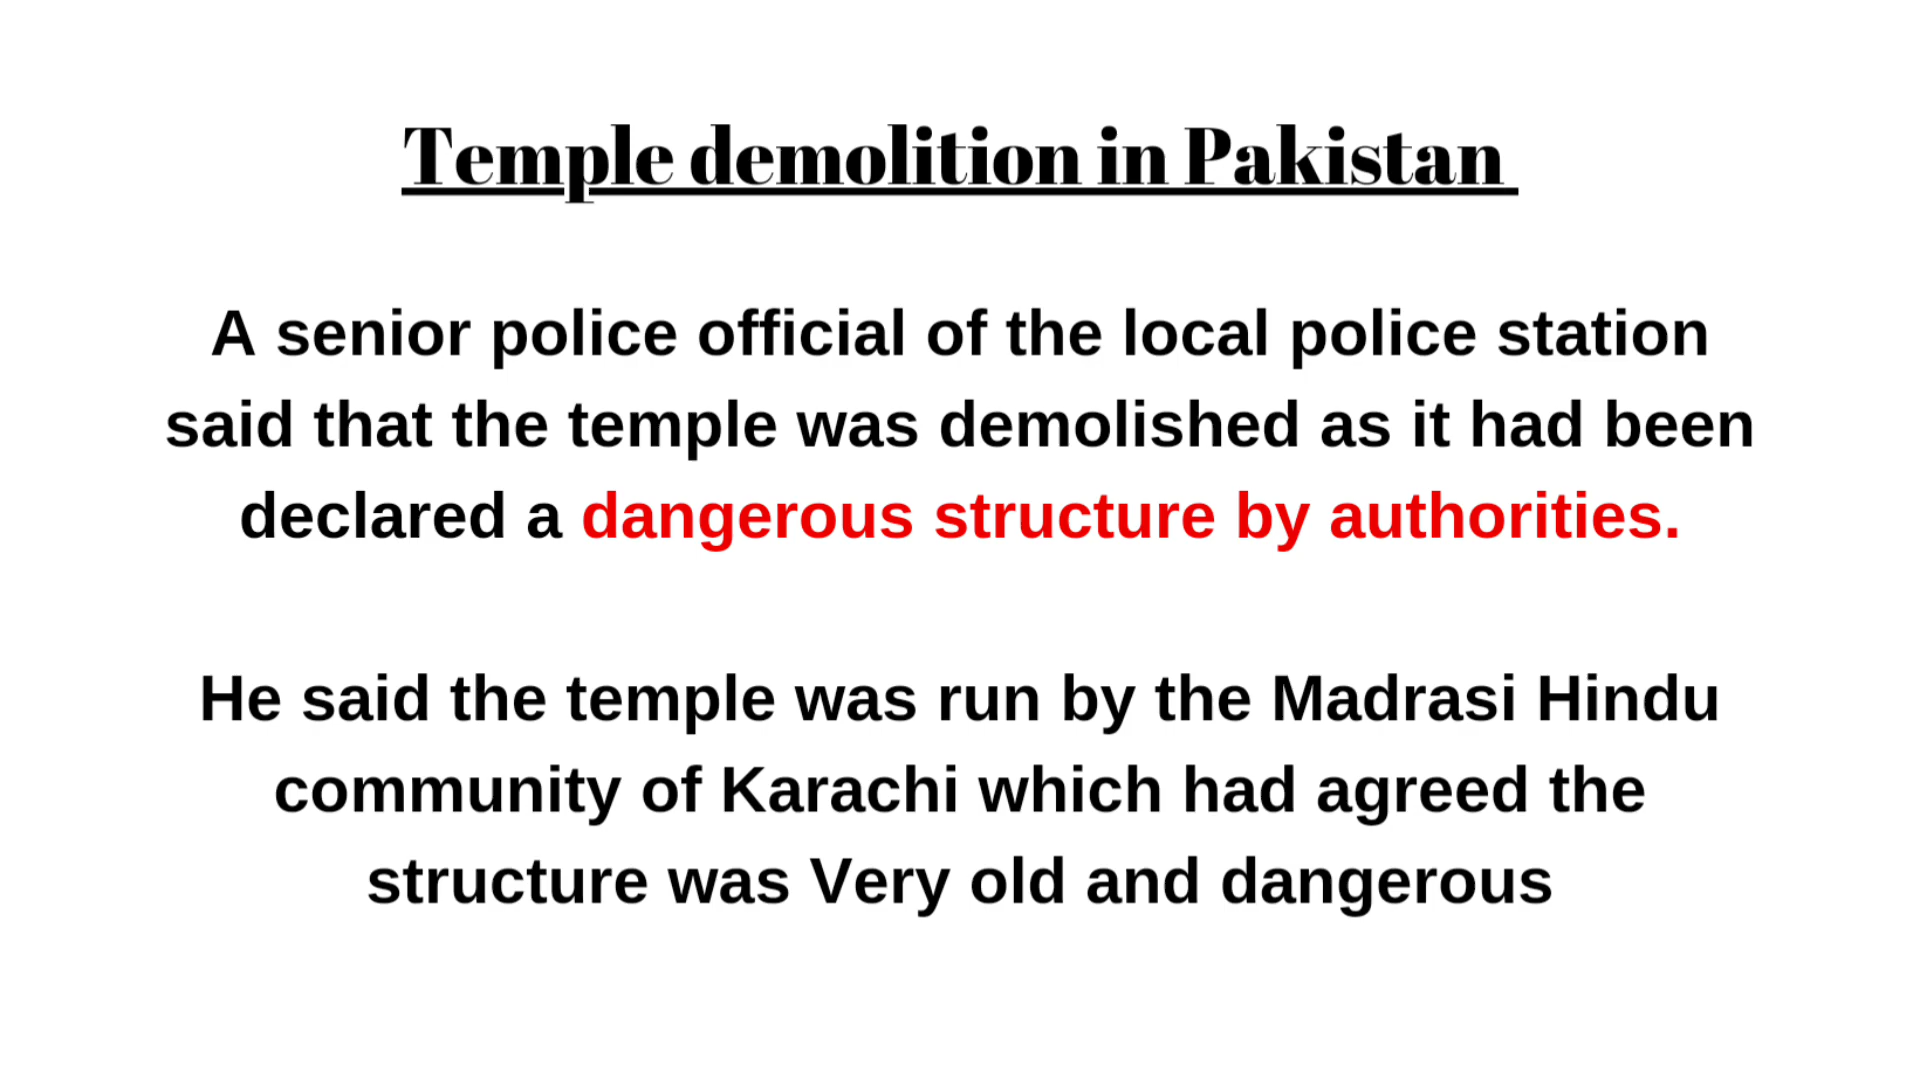 Temple demolition in Pakistan
A senior police official of the local police station
said that the temple was demolished as it had been
declared a dangerous structure by authorities.
He said the temple was run by the Madrasi Hindu
community of Karachi which had agreed the
structure was Very old and dangerous